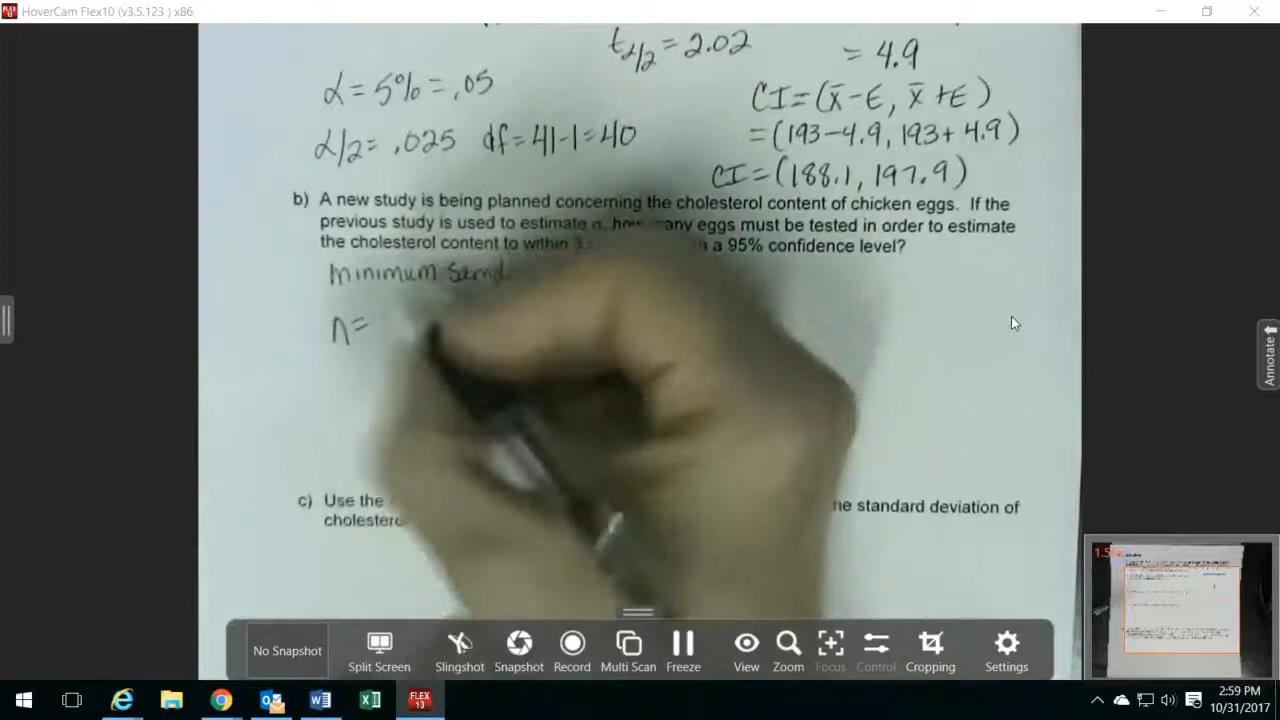 HoverCam Flex10 (v3.5.123 ) x86
t α/2 = 2.02
= 4.9
α = 5% = .05
CI = (x̄ - E, x̄ + E)
α/2 = .025 df = 41-1 = 40
= (193 - 4.9, 193 + 4.9)
CI = (188.1, 197.9)
b) A new study is being planned concerning the cholesterol content of chicken eggs. If the
previous study is used to estimate σ, how many eggs must be tested in order to estimate
the cholesterol content to within 3 a 95% confidence level?
minimum
n=
c) Use the he standard deviation of
Annotate
No Snapshot
Split Screen
Slingshot
Snapshot
Record
Multi Scan
Freeze
View
Zoom
Focus
Control
Cropping
Settings
FLEX
13
2:59 PM
10/31/2017